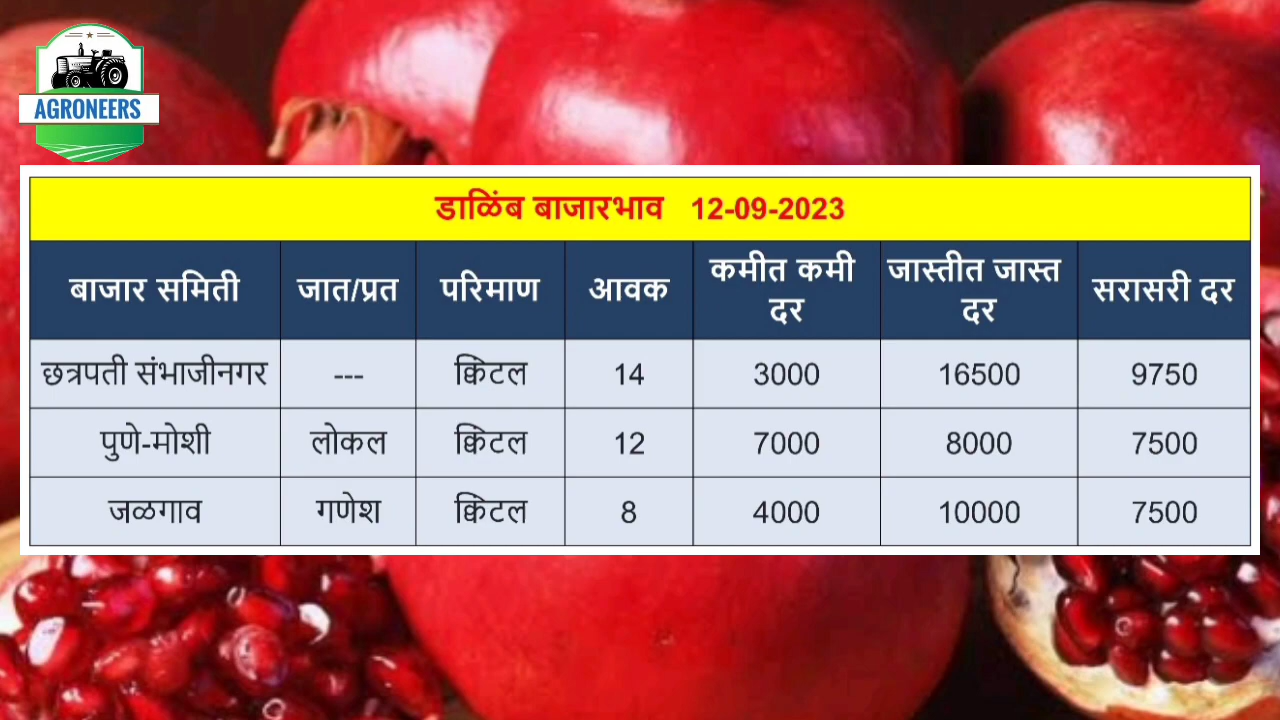 AGRONEERS
डाळिंब बाजारभाव 12-09-2023
बाजार समिती जात/प्रत परिमाण आवक कमीत कमी दर जास्तीत जास्त दर सरासरी दर
छत्रपती संभाजीनगर --- क्विंटल 14 3000 16500 9750
पुणे-मोशी लोकल क्विंटल 12 7000 8000 7500
जळगाव गणेश क्विंटल 8 4000 10000 7500